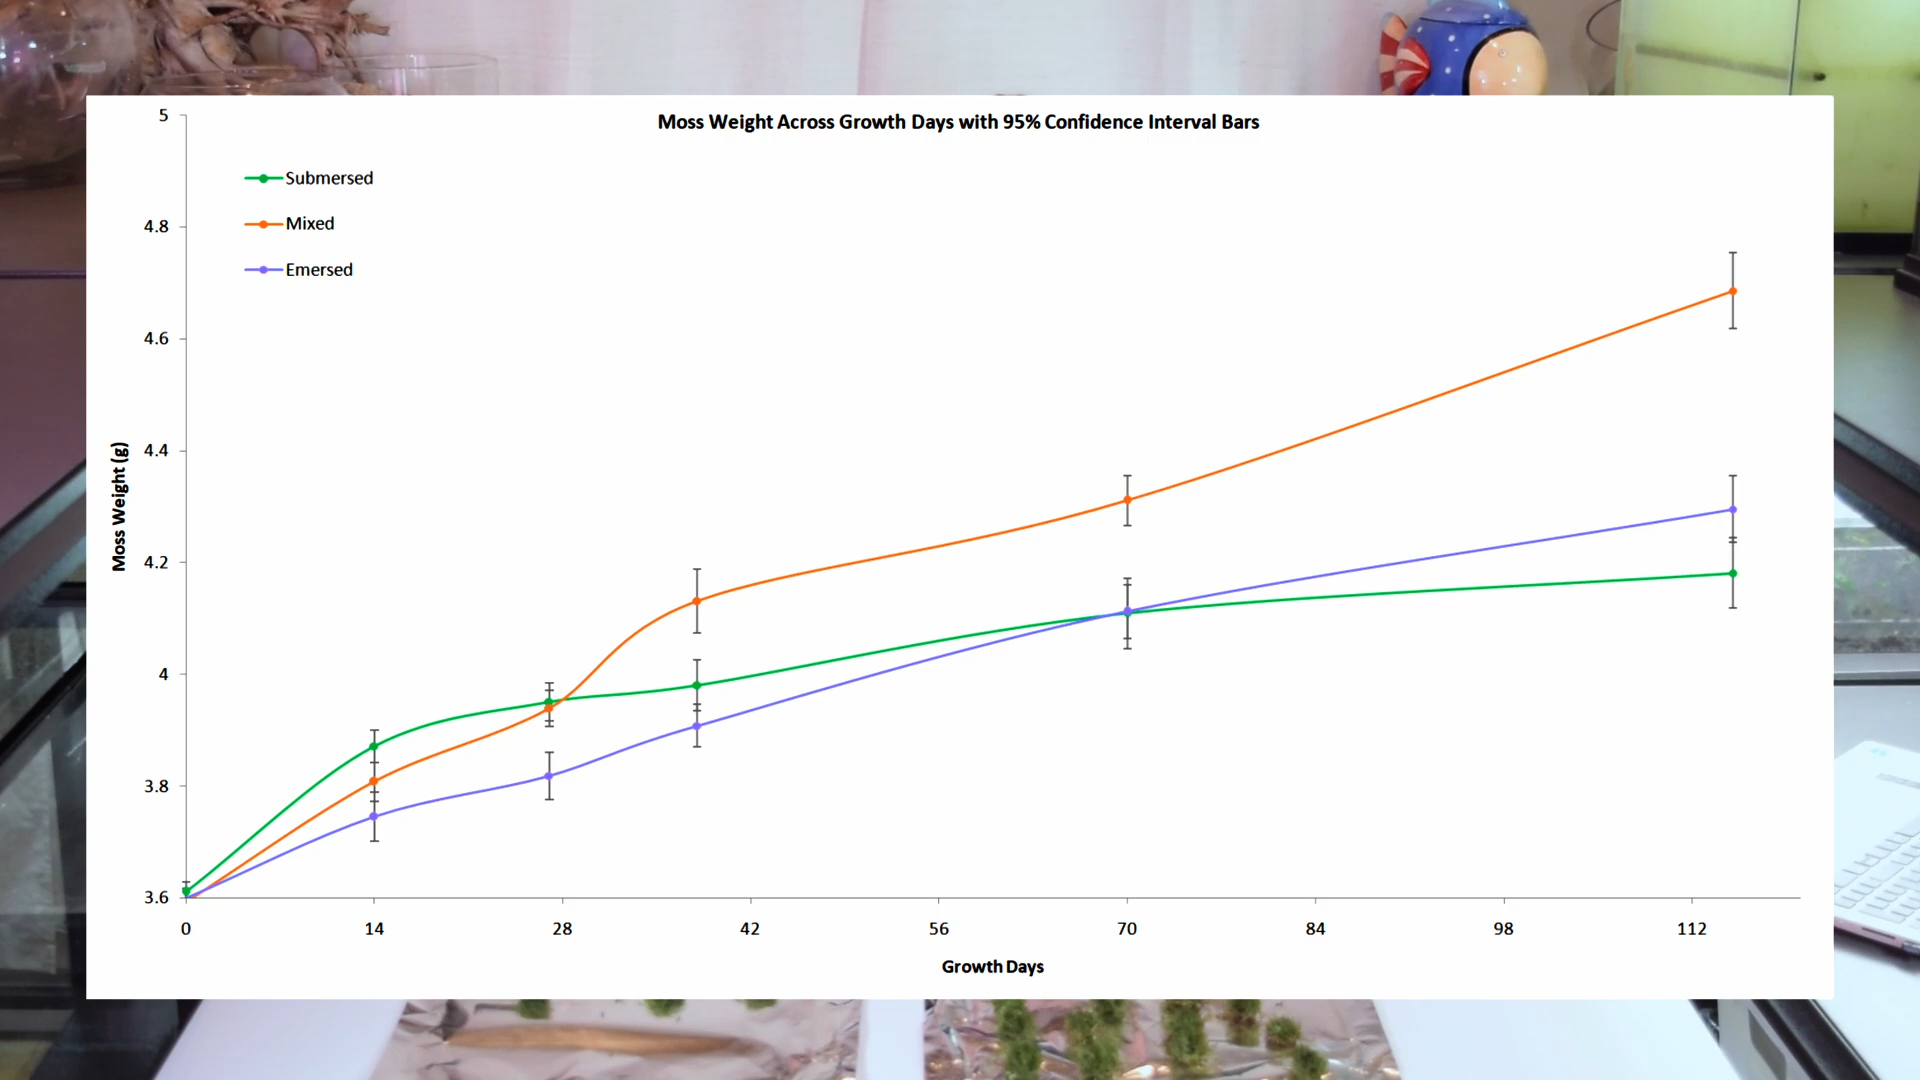 Moss Weight Across Growth Days with 95% Confidence Interval Bars
Submersed
Mixed
Emersed
Moss Weight (g)
5
4.8
4.6
4.4
4.2
4
3.8
3.6
0 14 28 42 56 70 84 98 112
Growth Days